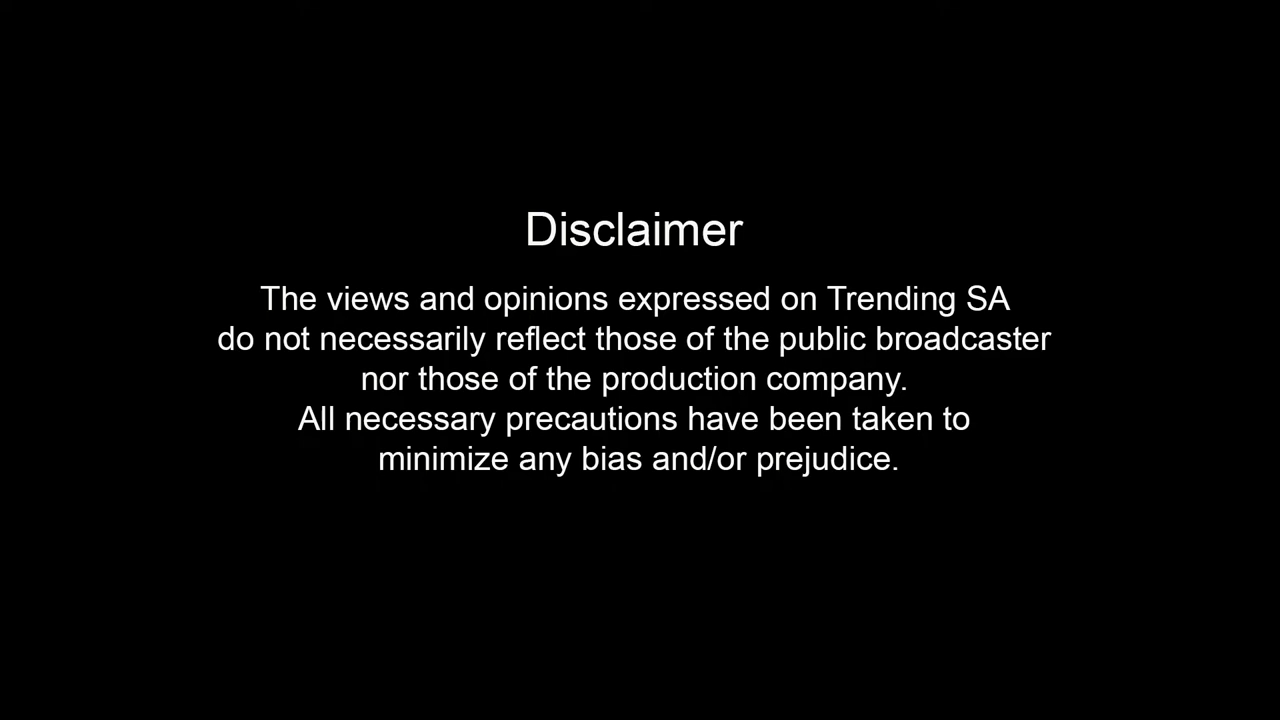 Disclaimer
The views and opinions expressed on Trending SA
do not necessarily reflect those of the public broadcaster
nor those of the production company.
All necessary precautions have been taken to
minimize any bias and/or prejudice.